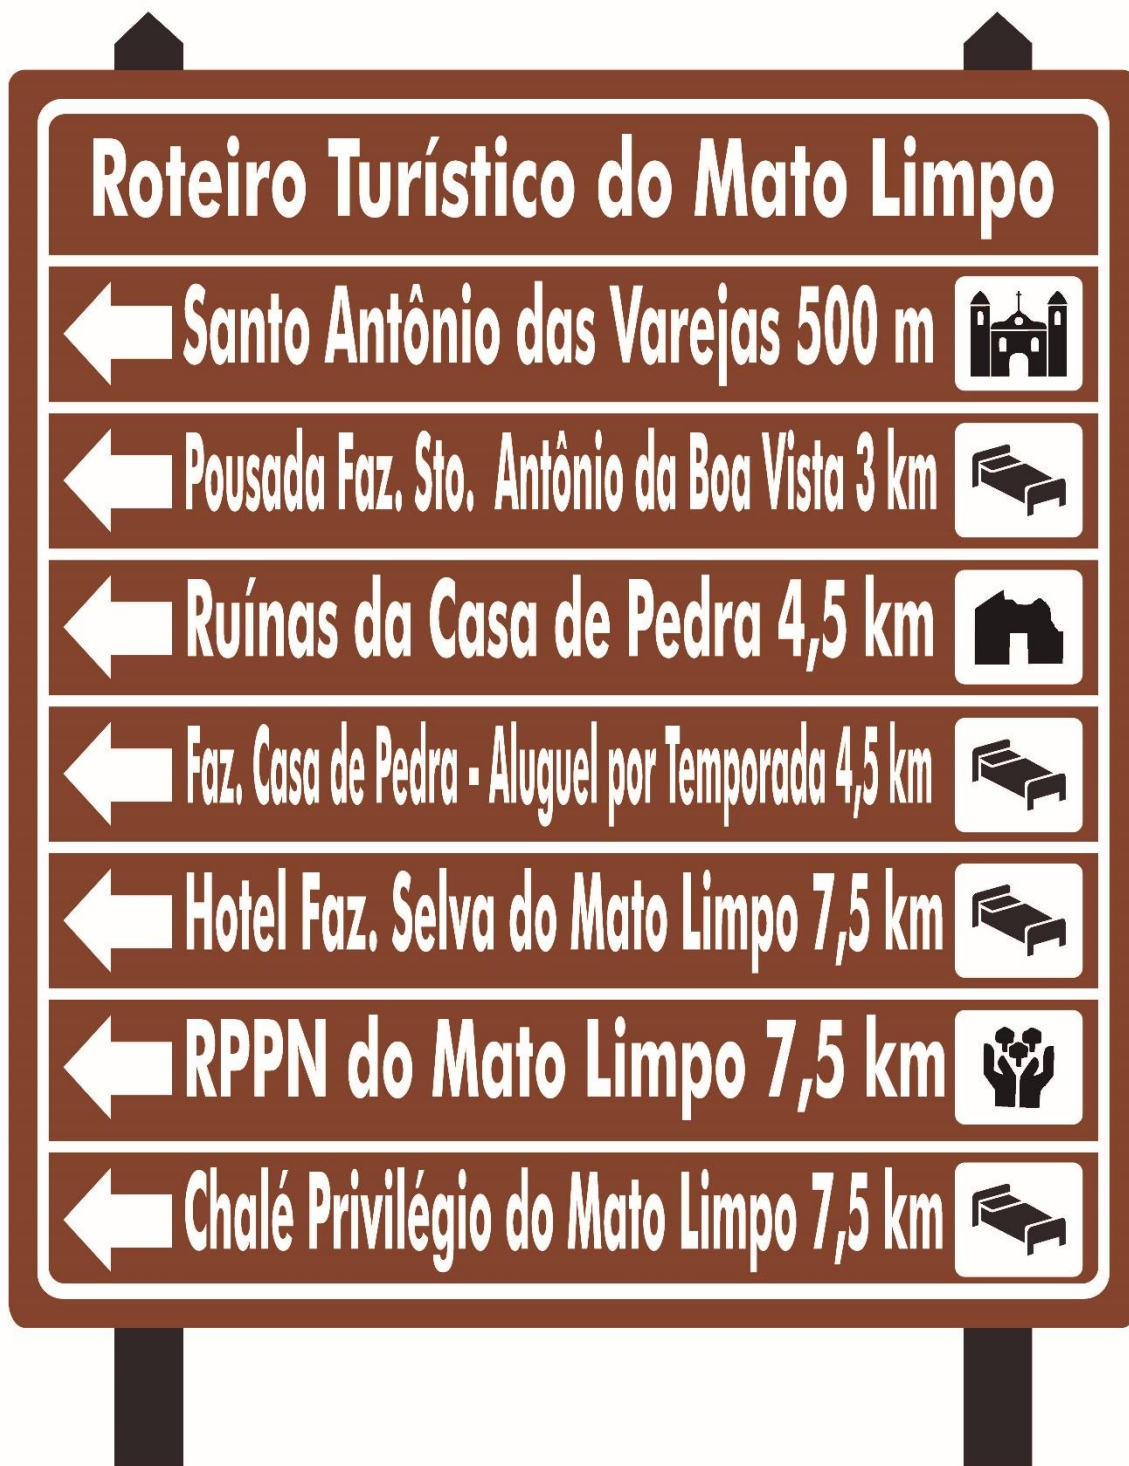 Roteiro Turístico do Mato Limpo
Santo Antônio das Varejas 500 m
Pousada Faz. Sto. Antônio da Boa Vista 3 km
Ruínas da Casa de Pedra 4,5 km
Faz. Casa de Pedra - Aluguel por Temporada 4,5 km
Hotel Faz. Selva do Mato Limpo 7,5 km
RPPN do Mato Limpo 7,5 km
Chalé Privilégio do Mato Limpo 7,5 km